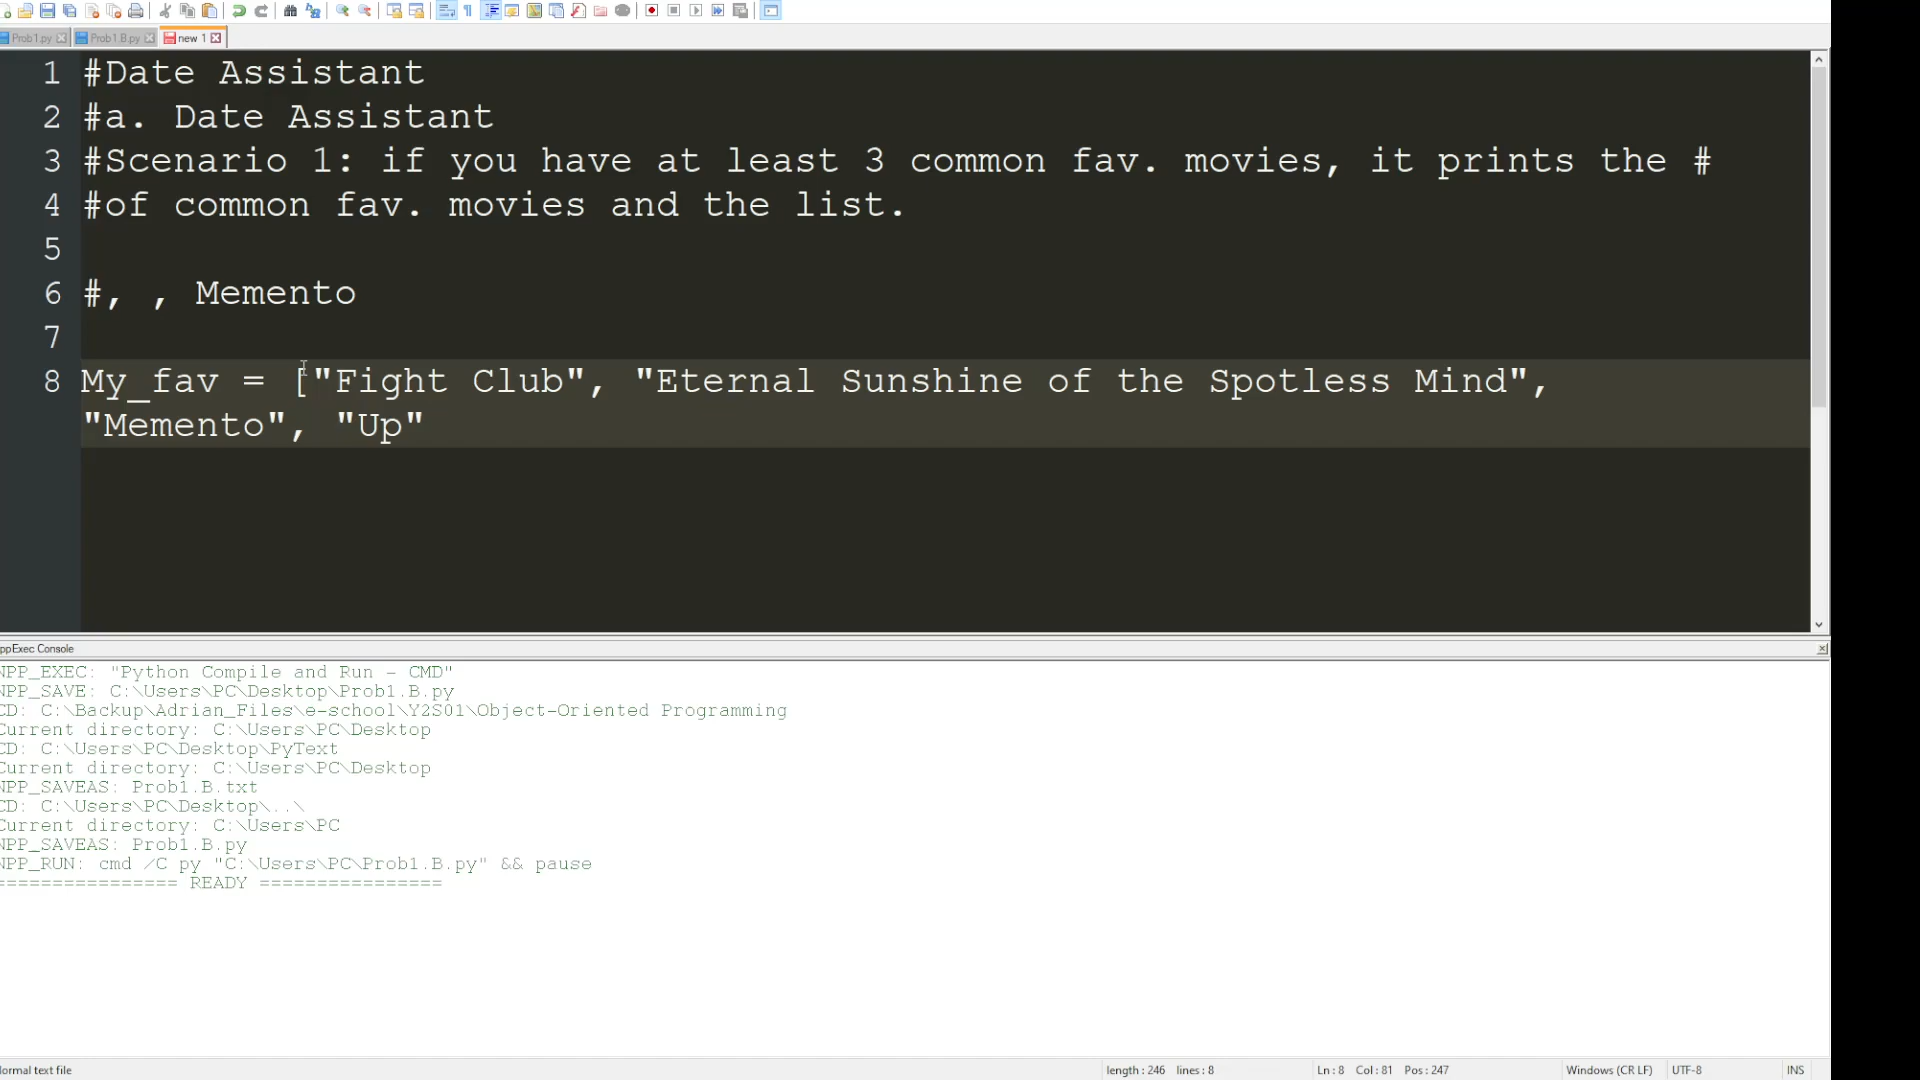 Prob1.py
Prob1.B.py
new 1
1 #Date Assistant
2 #a. Date Assistant
3 #Scenario 1: if you have at least 3 common fav. movies, it prints the #
4 #of common fav. movies and the list.
5
6 #, , Memento
7
8 My_fav = ["Fight Club", "Eternal Sunshine of the Spotless Mind",
"Memento", "Up"
ppExec Console
NPP_EXEC: "Python Compile and Run - CMD"
NPP_SAVE: C:\Users\PC\Desktop\Prob1.B.py
CD: C:\Backup\Adrian_Files\e-school\Y2S01\Object-Oriented Programming
Current directory: C:\Users\PC\Desktop
CD: C:\Users\PC\Desktop\PyText
Current directory: C:\Users\PC\Desktop
NPP_SAVEAS: Prob1.B.txt
CD: C:\Users\PC\Desktop\..\
Current directory: C:\Users\PC
NPP_SAVEAS: Prob1.B.py
NPP_RUN: cmd /C py "C:\Users\PC\Prob1.B.py" && pause
================ READY ================
Normal text file length : 246 lines : 8 Ln : 8 Col : 81 Pos : 247 Windows (CR LF) UTF-8 INS